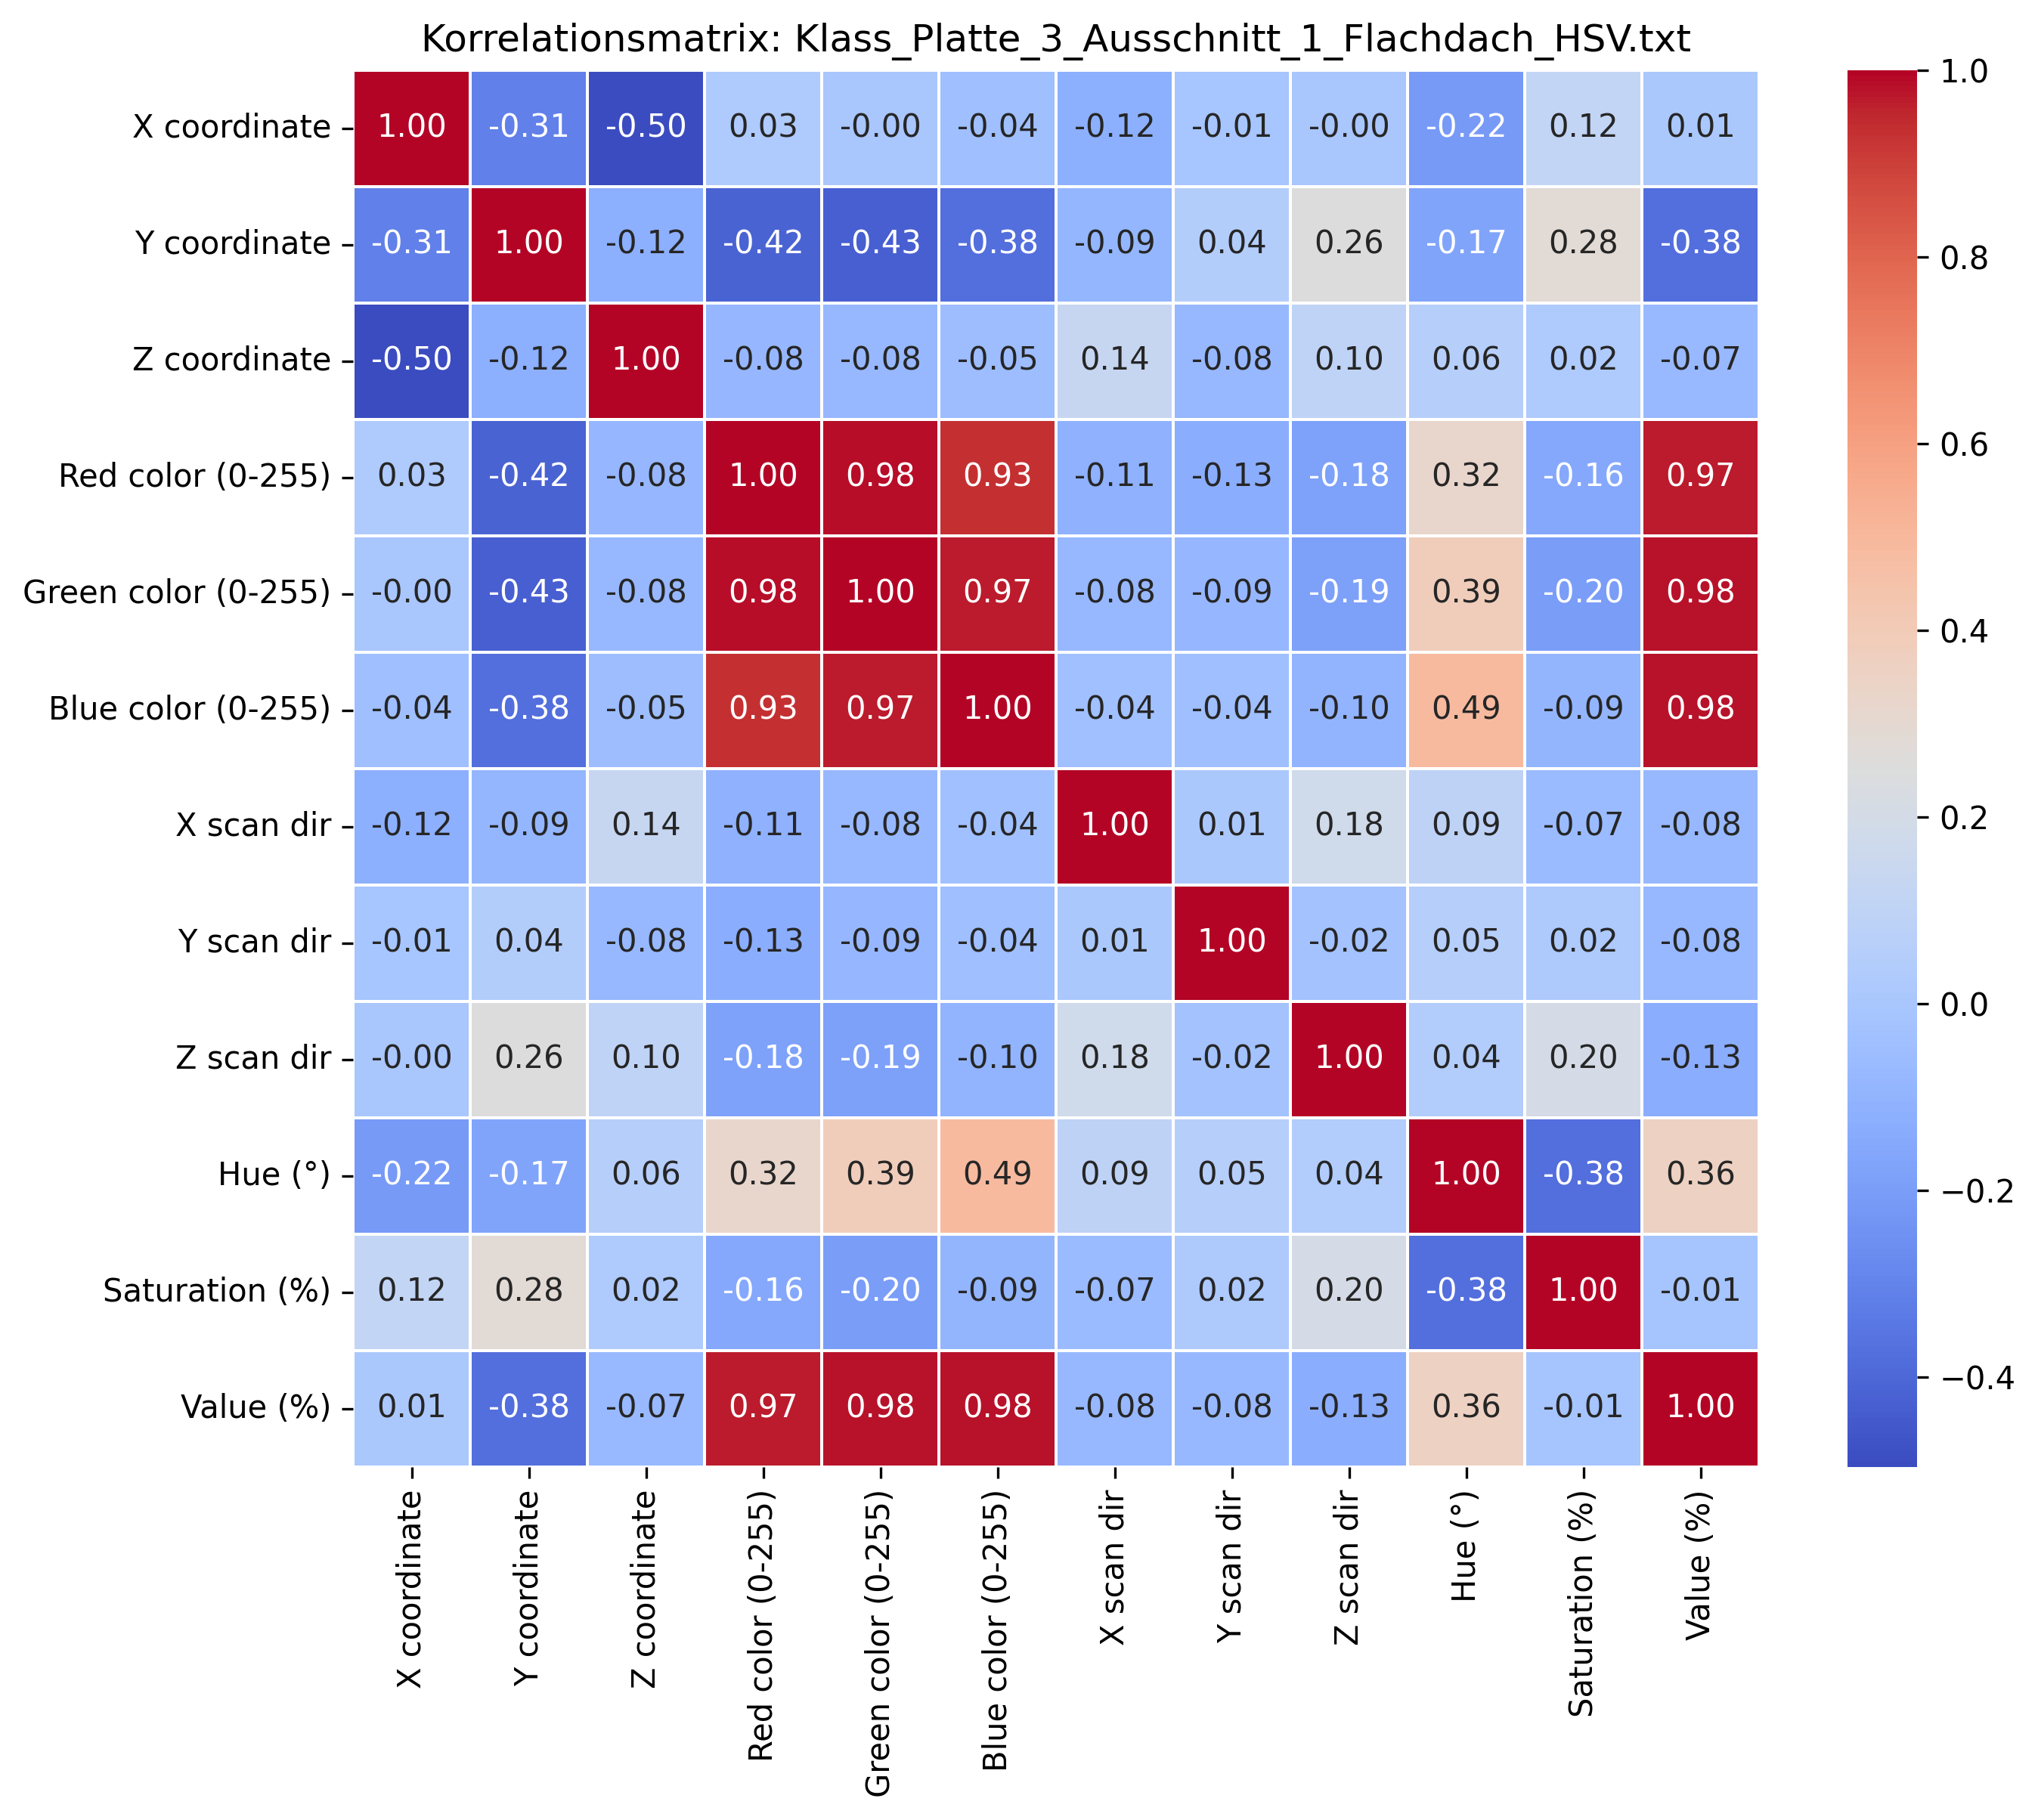 Korrelationsmatrix: Klass_Platte_3_Ausschnitt_1_Flachdach_HSV.txt
X coordinate 1.00 -0.31 -0.50 0.03 -0.00 -0.04 -0.12 -0.01 -0.00 -0.22 0.12 0.01
Y coordinate -0.31 1.00 -0.12 -0.42 -0.43 -0.38 -0.09 0.04 0.26 -0.17 0.28 -0.38
Z coordinate -0.50 -0.12 1.00 -0.08 -0.08 -0.05 0.14 -0.08 0.10 0.06 0.02 -0.07
Red color (0-255) 0.03 -0.42 -0.08 1.00 0.98 0.93 -0.11 -0.13 -0.18 0.32 -0.16 0.97
Green color (0-255) -0.00 -0.43 -0.08 0.98 1.00 0.97 -0.08 -0.09 -0.19 0.39 -0.20 0.98
Blue color (0-255) -0.04 -0.38 -0.05 0.93 0.97 1.00 -0.04 -0.04 -0.10 0.49 -0.09 0.98
X scan dir -0.12 -0.09 0.14 -0.11 -0.08 -0.04 1.00 0.01 0.18 0.09 -0.07 -0.08
Y scan dir -0.01 0.04 -0.08 -0.13 -0.09 -0.04 0.01 1.00 -0.02 0.05 0.02 -0.08
Z scan dir -0.00 0.26 0.10 -0.18 -0.19 -0.10 0.18 -0.02 1.00 0.04 0.20 -0.13
Hue (°) -0.22 -0.17 0.06 0.32 0.39 0.49 0.09 0.05 0.04 1.00 -0.38 0.36
Saturation (%) 0.12 0.28 0.02 -0.16 -0.20 -0.09 -0.07 0.02 0.20 -0.38 1.00 -0.01
Value (%) 0.01 -0.38 -0.07 0.97 0.98 0.98 -0.08 -0.08 -0.13 0.36 -0.01 1.00
X coordinate
Y coordinate
Z coordinate
Red color (0-255)
Green color (0-255)
Blue color (0-255)
X scan dir
Y scan dir
Z scan dir
Hue (°)
Saturation (%)
Value (%)
1.0
0.8
0.6
0.4
0.2
0.0
−0.2
−0.4